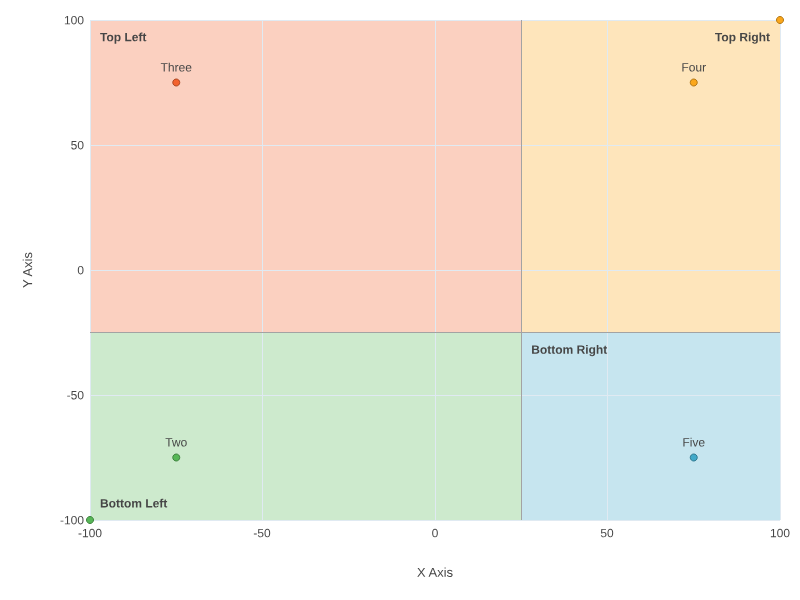 100
Top Left
Top Right
Three
Four
50
0
Y Axis
Bottom Right
-50
Two
Five
Bottom Left
-100
-100
-50
0
50
100
X Axis